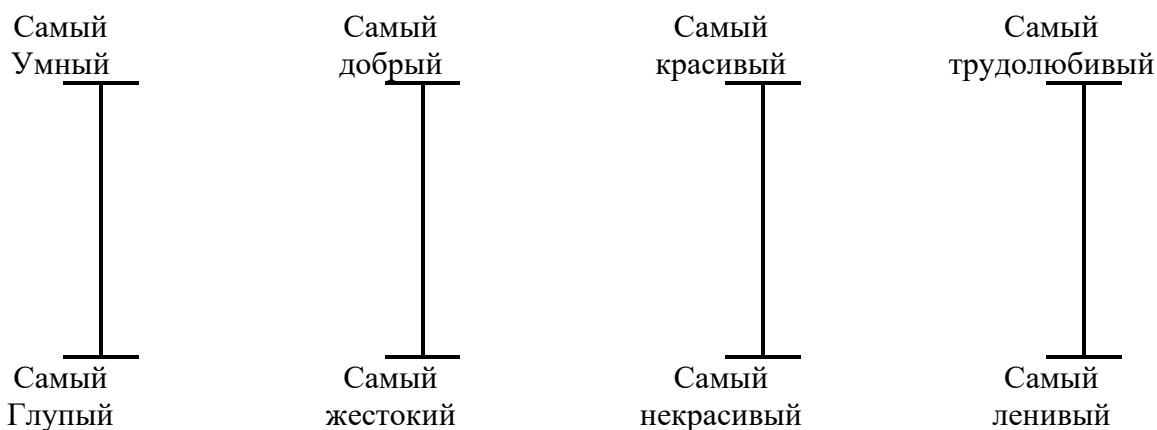 Самый Самый Самый Самый
Умный добрый красивый трудолюбивый
Самый Самый Самый Самый
Глупый жестокий некрасивый ленивый